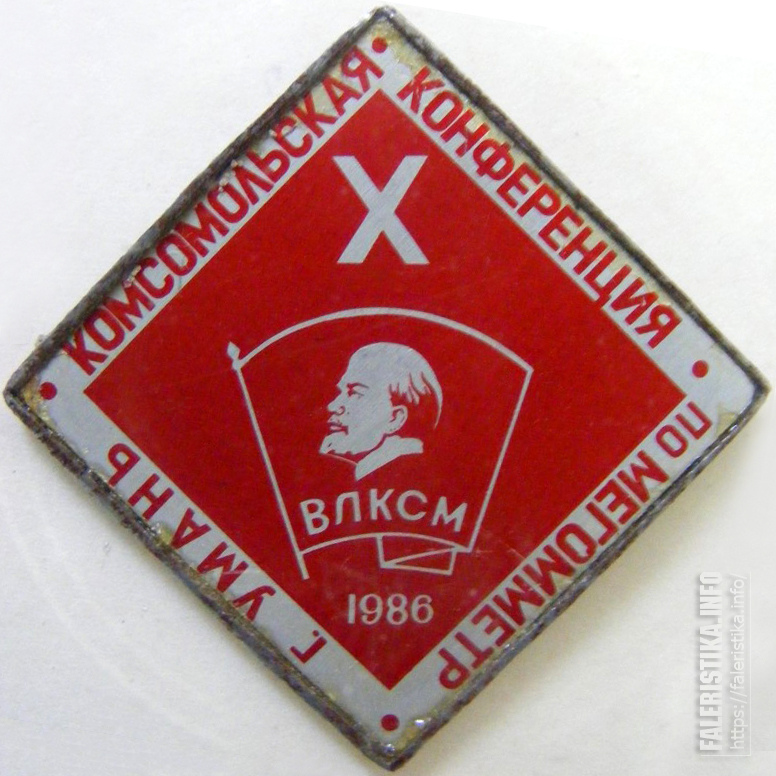 КОМСОМОЛЬСКАЯ
КОНФЕРЕНЦИЯ
ПО МЕГОММЕТР
Г. УМАНЬ
X
ВЛКСМ
1986
FALERISTIKA.INFO
https://faleristika.info/